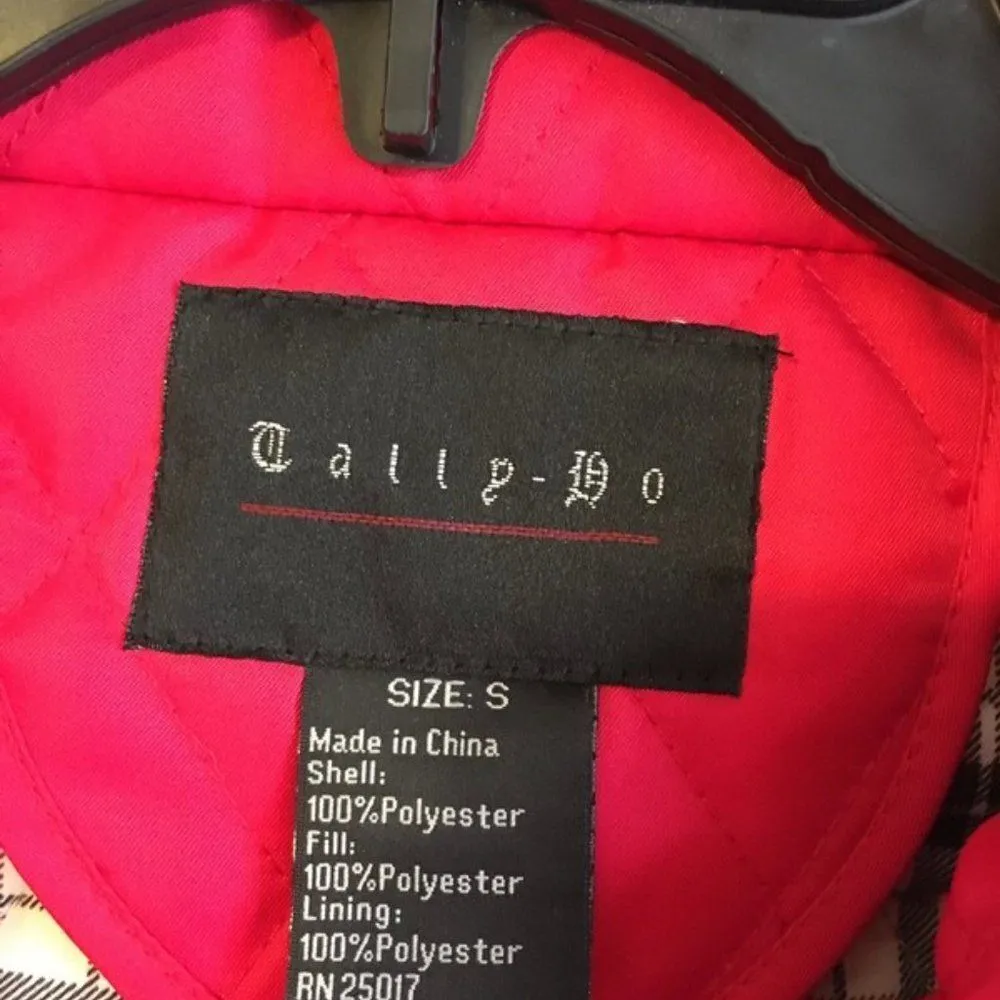 Tally-Ho
SIZE: S
Made in China
Shell:
100%Polyester
Fill:
100%Polyester
Lining:
100%Polyester
RN 25017